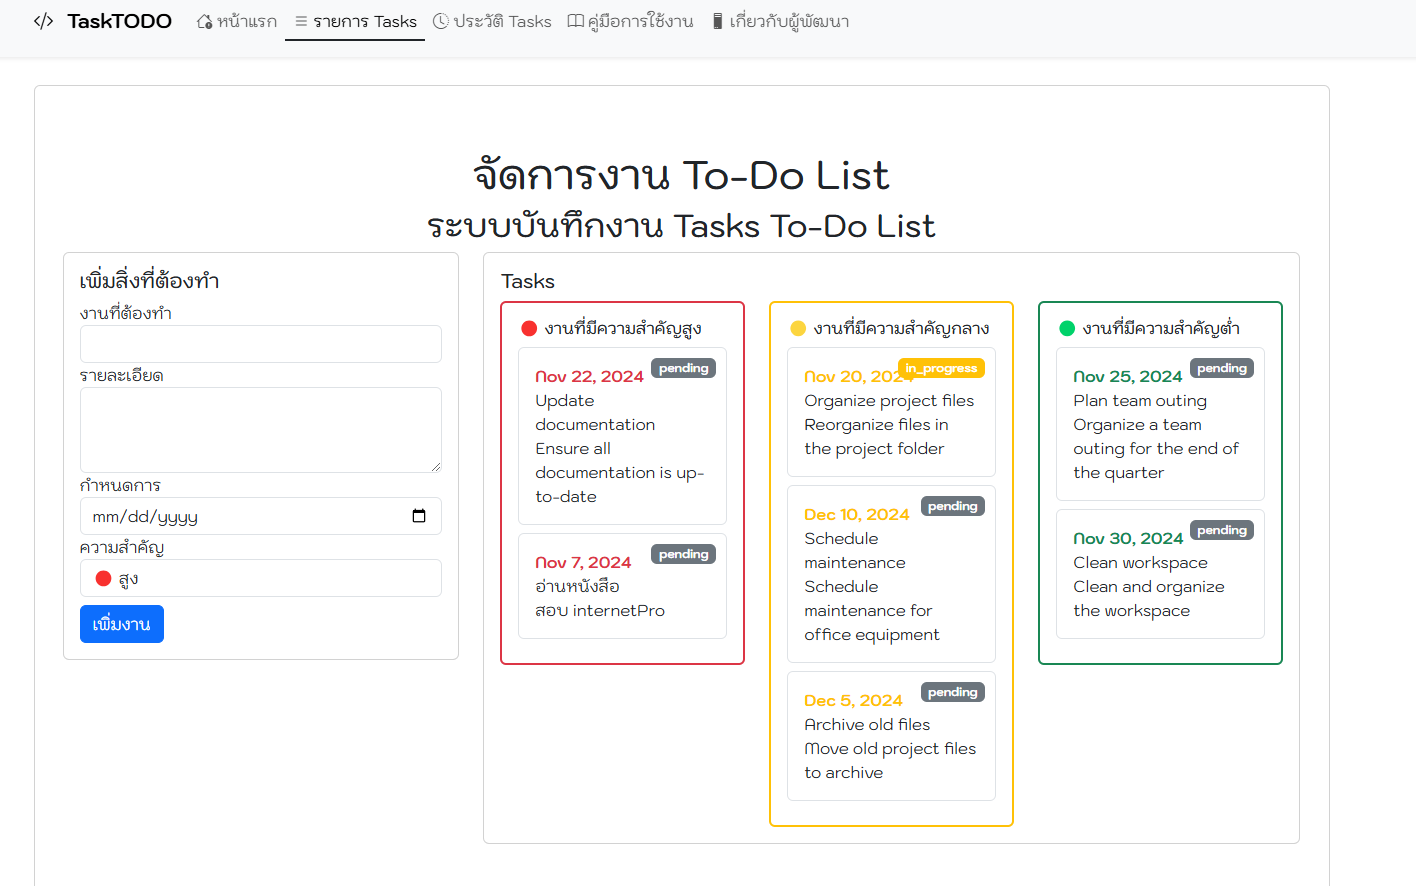 TaskTODO หน้าแรก รายการ Tasks ประวัติ Tasks คู่มือการใช้งาน เกี่ยวกับผู้พัฒนา
จัดการงาน To-Do List
ระบบบันทึกงาน Tasks To-Do List
เพิ่มสิ่งที่ต้องทำ
งานที่ต้องทำ
รายละเอียด
กำหนดการ
mm/dd/yyyy
ความสำคัญ
สูง
เพิ่มงาน
Tasks
งานที่มีความสำคัญสูง
Nov 22, 2024 pending
Update
documentation
Ensure all
documentation is up-
to-date
Nov 7, 2024 pending
อ่านหนังสือ
สอบ internetPro
งานที่มีความสำคัญกลาง
Nov 20, 2024 in_progress
Organize project files
Reorganize files in
the project folder
Dec 10, 2024 pending
Schedule
maintenance
Schedule
maintenance for
office equipment
Dec 5, 2024 pending
Archive old files
Move old project files
to archive
งานที่มีความสำคัญต่ำ
Nov 25, 2024 pending
Plan team outing
Organize a team
outing for the end of
the quarter
Nov 30, 2024 pending
Clean workspace
Clean and organize
the workspace